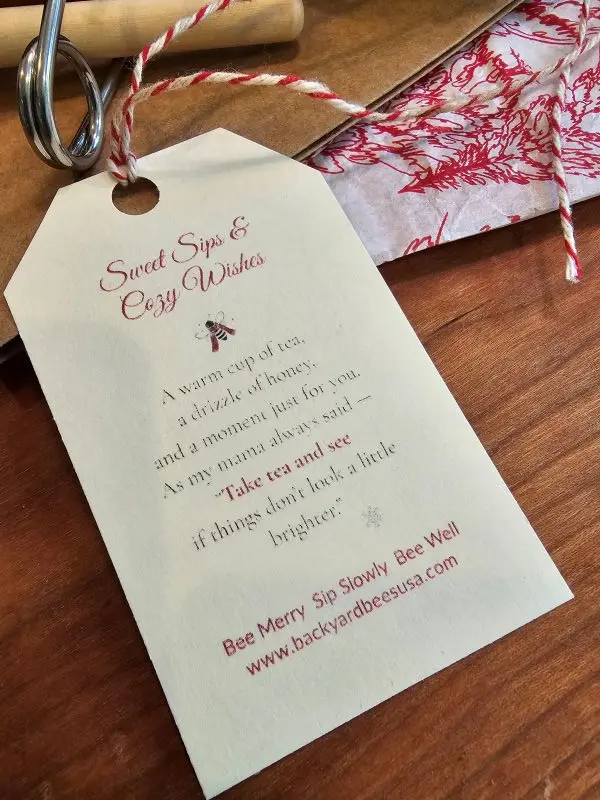 Sweet Sips &
Cozy Wishes
A warm cup of tea,
a drizzle of honey,
and a moment just for you.
As my mama always said —
"Take tea and see
if things don't look a little
brighter."
Bee Merry Sip Slowly Bee Well
www.backyardbeesusa.com